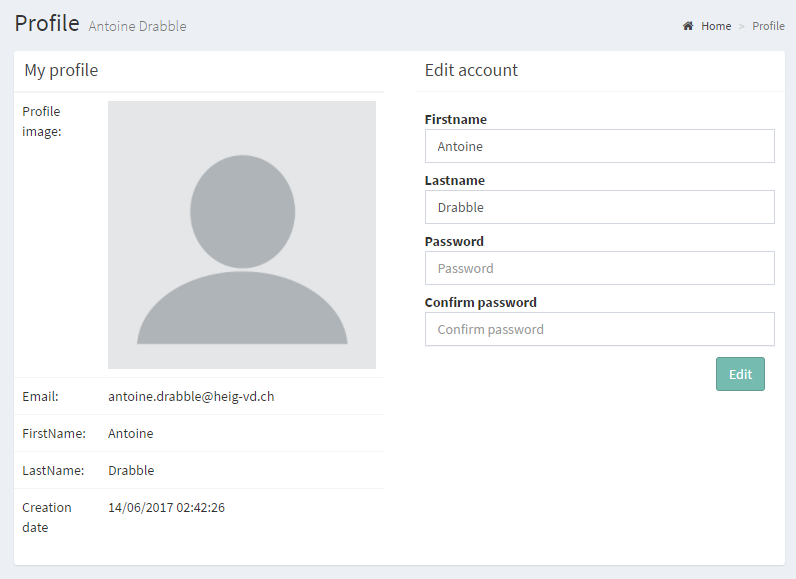 Profile Antoine Drabble
Home > Profile
My profile
Profile
image:
Email: antoine.drabble@heig-vd.ch
FirstName: Antoine
LastName: Drabble
Creation
date
14/06/2017 02:42:26
Edit account
Firstname
Antoine
Lastname
Drabble
Password
Password
Confirm password
Confirm password
Edit